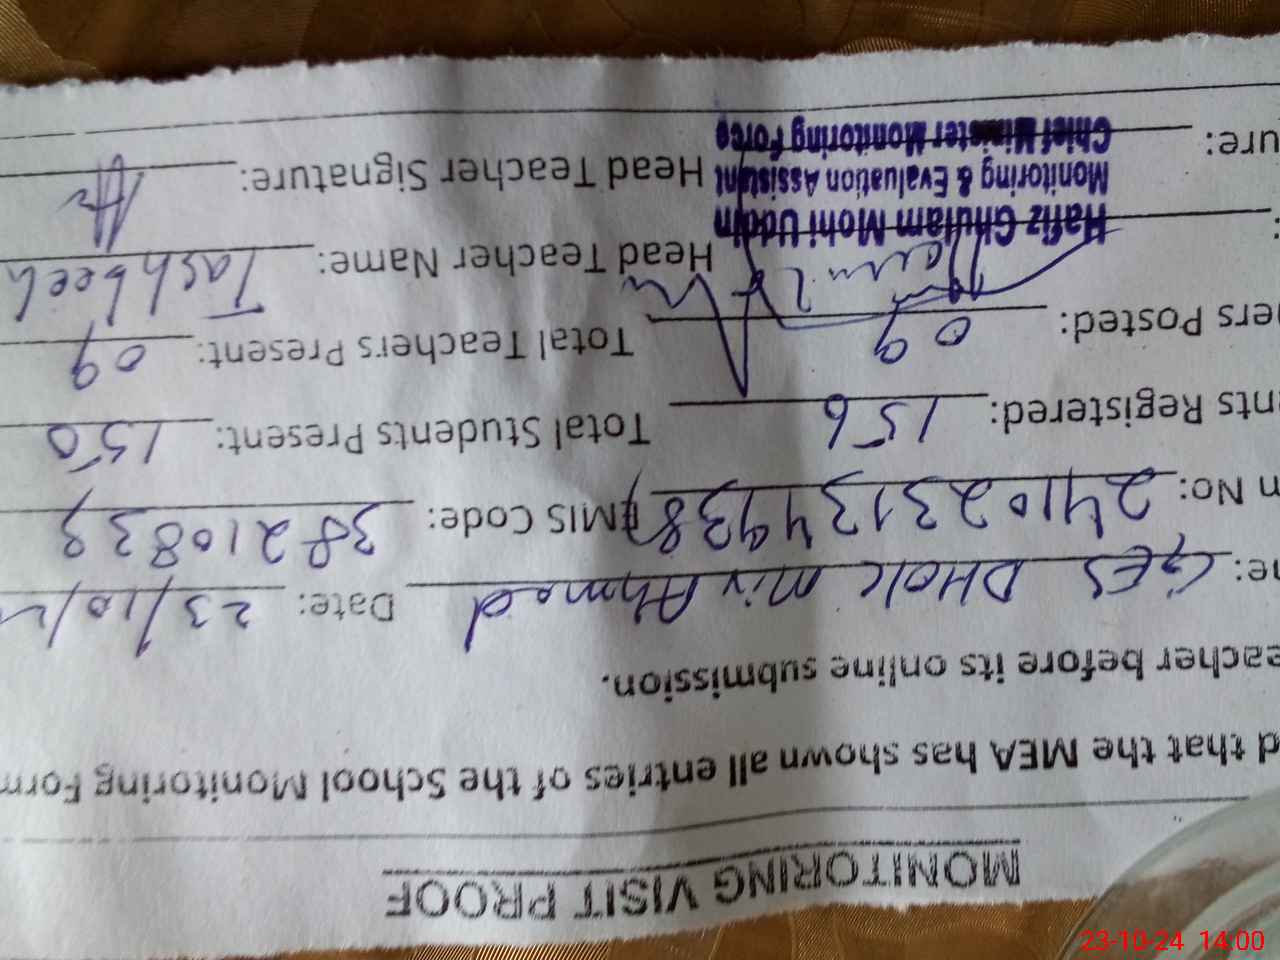 MONITORING VISIT PROOF
d that the MEA has shown all entries of the School Monitoring Form
eacher before its online submission.
e: GES DHOK Mir Ahmad Date: 23/10/2
n No: 2410231349387 EMIS Code: 38210839
nts Registered: 156 Total Students Present: 150
ers Posted: 09 Total Teachers Present: 09
: Head Teacher Name: Tashbeeh
Hafiz Ghulam Mohi Uddin
Monitoring & Evaluation Assistant
Chief Minister Monitoring Force
ure: Head Teacher Signature:
23-10-24 14:00